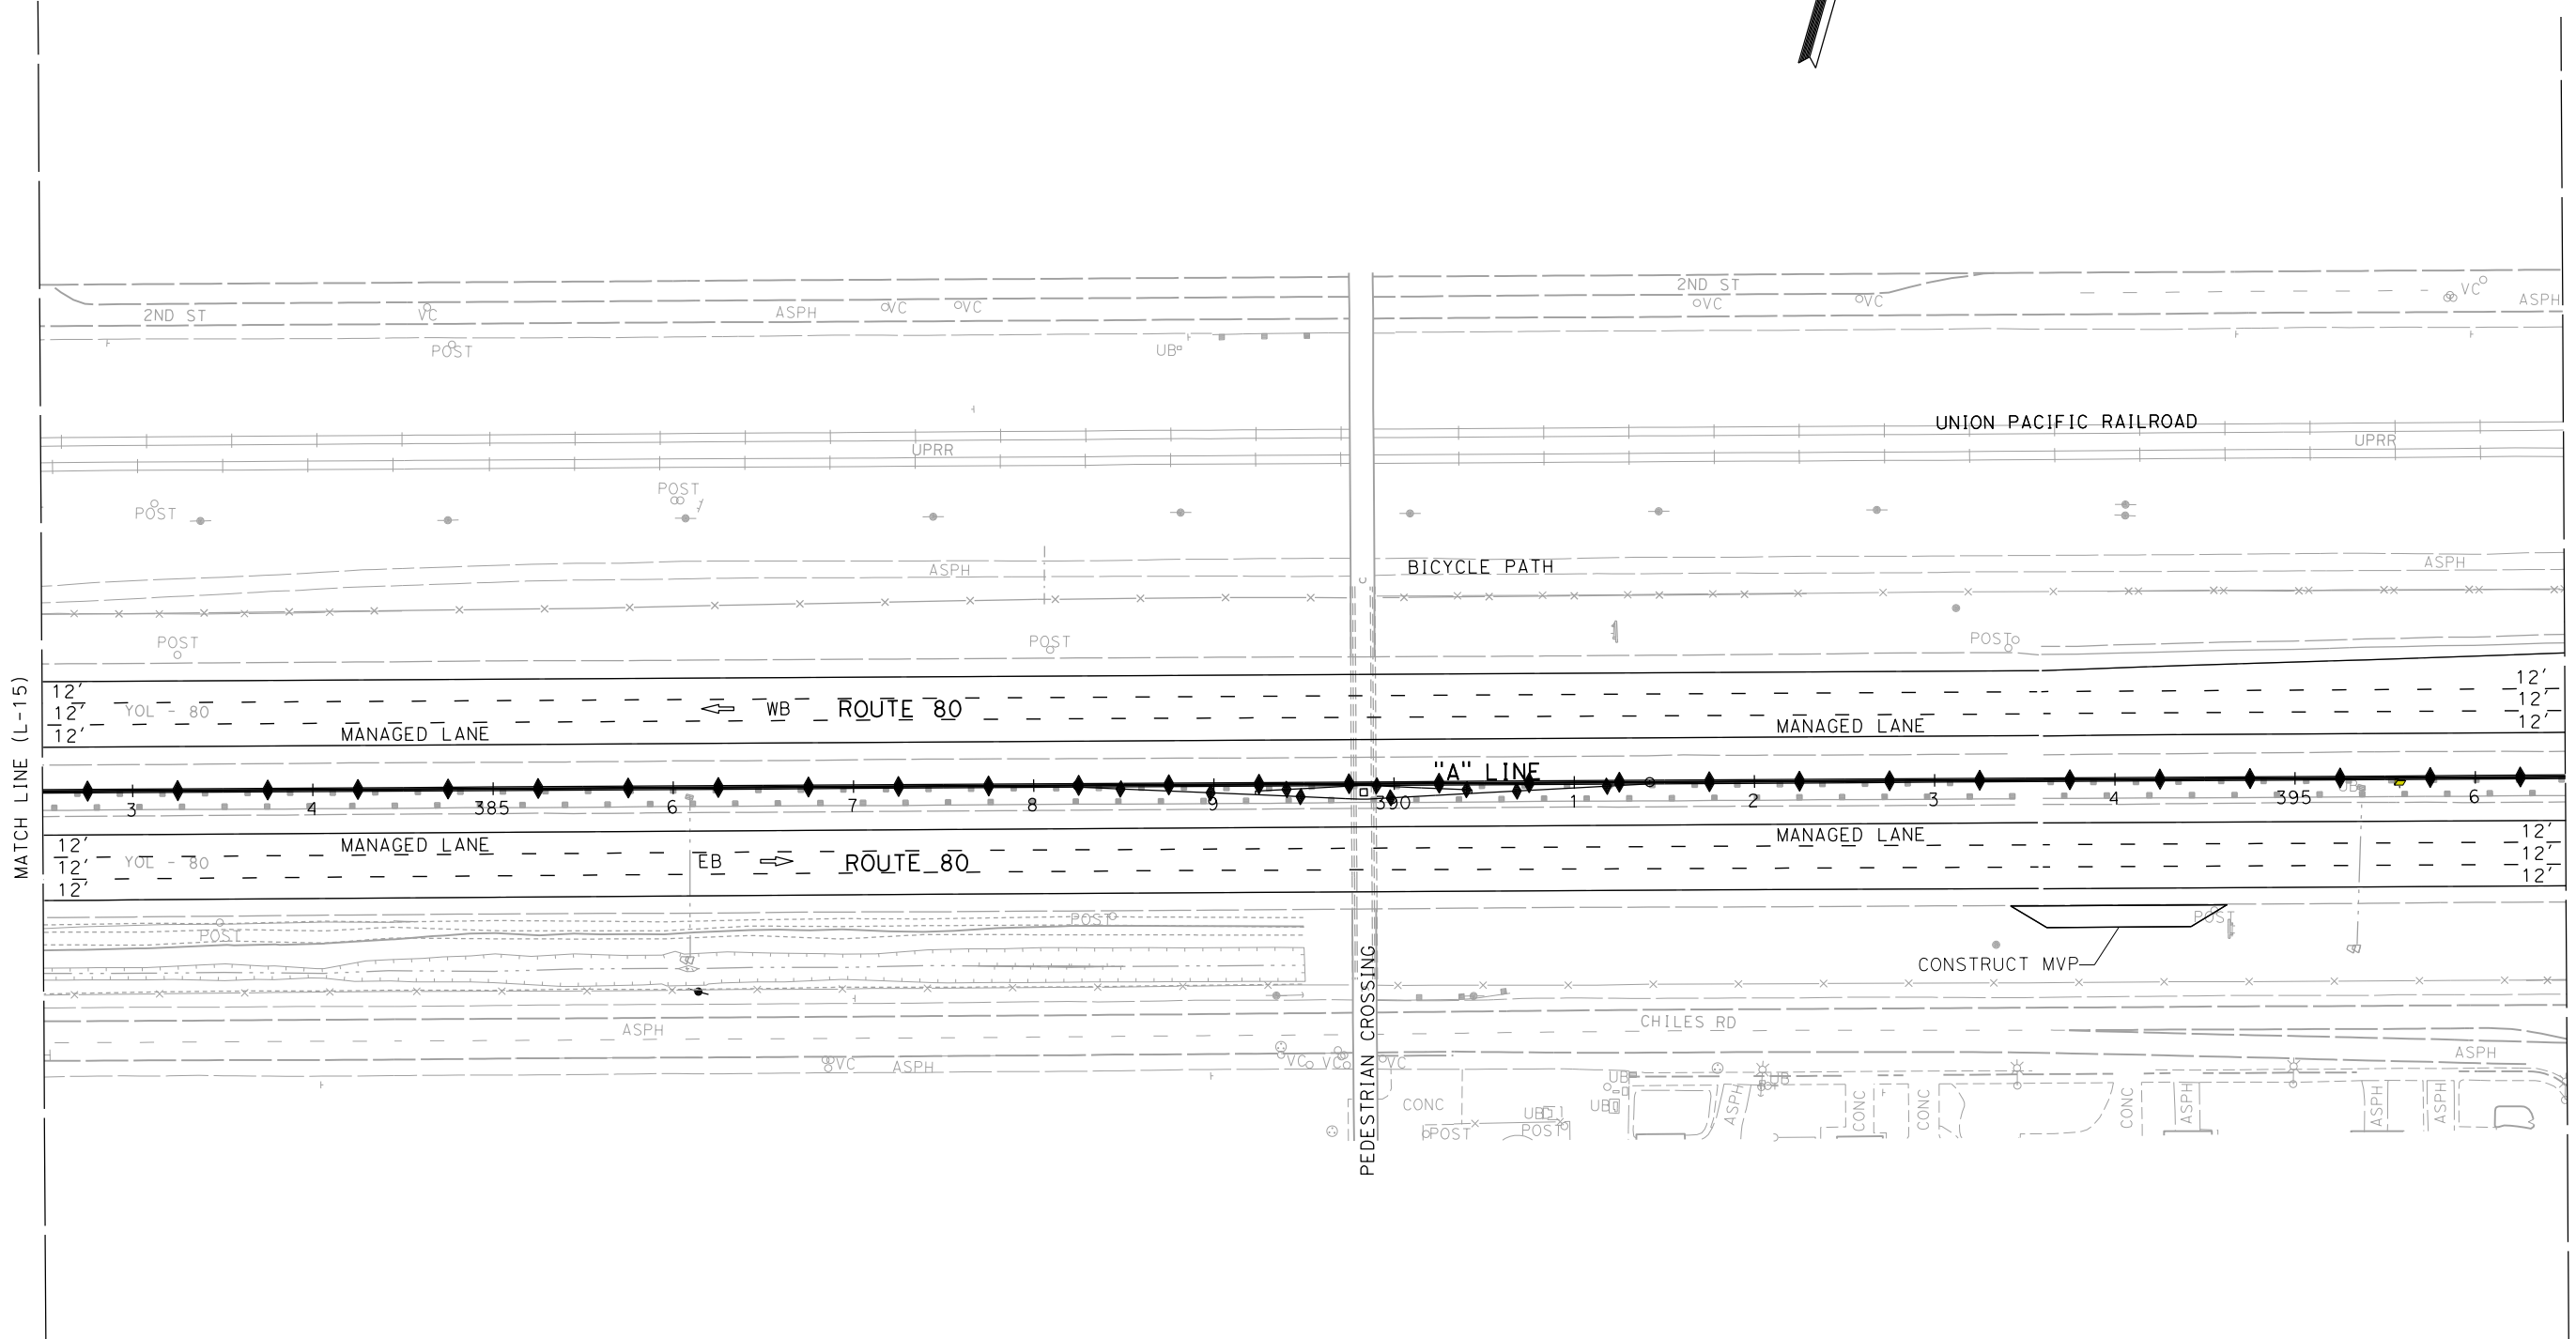 2ND ST
VC
ASPH
VC
VC
2ND ST
VC
VC
VC
ASPH
POST
UB
UNION PACIFIC RAILROAD
UPRR
UPRR
POST
POST
ASPH
BICYCLE PATH
ASPH
POST
POST
POST
MATCH LINE (L-15)
12'
12'
12'
YOL - 80
MANAGED LANE
WB
ROUTE 80
MANAGED LANE
12'
12'
12'
"A" LINE
3
4
385
6
7
8
9
390
1
2
3
4
395
UB
6
12'
12'
12'
YOL - 80
MANAGED LANE
EB
ROUTE 80
MANAGED LANE
12'
12'
12'
POST
POST
POST
CONSTRUCT MVP
PEDESTRIAN CROSSING
ASPH
CHILES RD
VC
ASPH
VC
VC
VC
ASPH
CONC
UB
UB
UB
UB
POST
POST
ASPH
CONC
CONC
CONC
ASPH
ASPH
ASPH